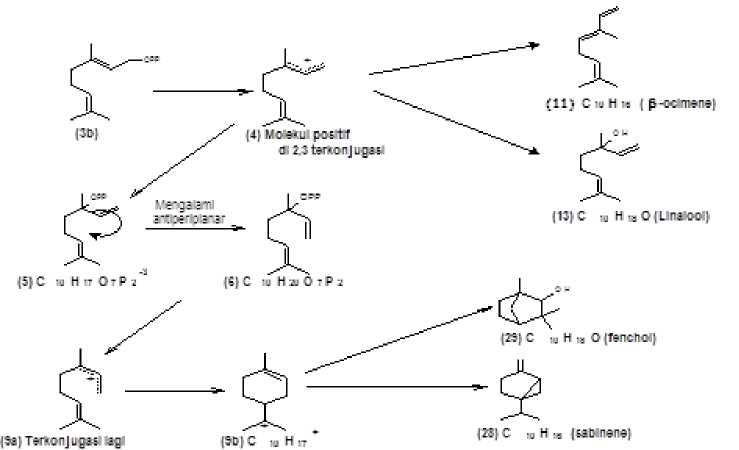 OPP
(3b)
+
(4) Molekul positif
di 2,3 terkonjugasi
(11) C 10 H 16 ( β-ocimene)
OH
(13) C 10 H 18 O (Linalool)
OPP
Mengalami
antiperiplanar
OPP
(5) C 10 H 17 O 7 P 2 -3
(6) C 10 H 20 O 7 P 2
OH
(29) C 10 H 18 O (fenchol)
+
(9a) Terkonjugasi lagi
+
(9b) C 10 H 17 +
(28) C 10 H 16 (sabinene)